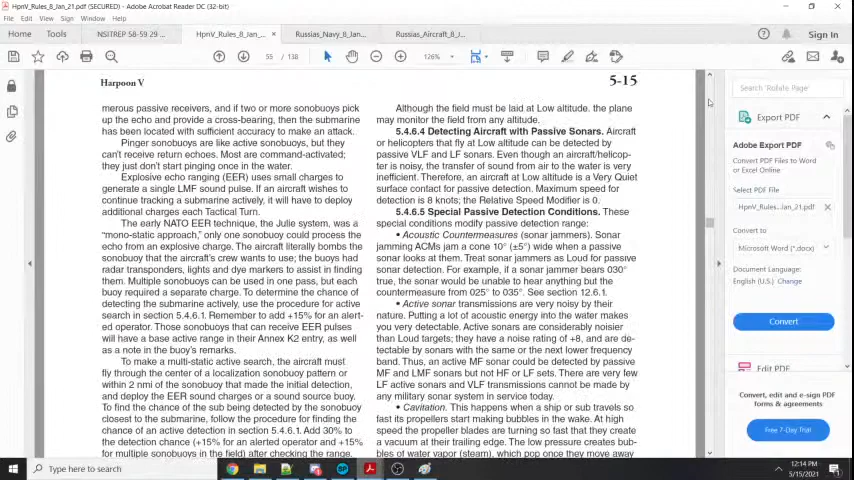 HpnV_Rules_8_Jan_21.pdf (SECURED) - Adobe Acrobat Reader DC (32-bit)
File Edit View Sign Window Help
Home Tools NSITREP 58-59 29 ... HpnV_Rules_8_Jan_... × Russias_Navy_8_Jan... Russias_Aircraft_8_J... Sign In
55 / 138 126%
Harpoon V 5-15
merous passive receivers, and if two or more sonobuoys pick
up the echo and provide a cross-bearing, then the submarine
has been located with sufficient accuracy to make an attack.
Pinger sonobuoys are like active sonobuoys, but they
can't receive return echoes. Most are command-activated;
they just don't start pinging once in the water.
Explosive echo ranging (EER) uses small charges to
generate a single LMF sound pulse. If an aircraft wishes to
continue tracking a submarine actively, it will have to deploy
additional charges each Tactical Turn.
The early NATO EER technique, the Julie system, was a
“mono-static approach,” only one sonobuoy could process the
echo from an explosive charge. The aircraft literally bombs the
sonobuoy that the aircraft's crew wants to use; the buoys had
radar transponders, lights and dye markers to assist in finding
them. Multiple sonobuoys can be used in one pass, but each
buoy required a separate charge. To determine the chance of
detecting the submarine actively, use the procedure for active
search in section 5.4.6.1. Remember to add +15% for an alert-
ed operator. Those sonobuoys that can receive EER pulses
will have a base active range in their Annex K2 entry, as well
as a note in the buoy's remarks.
To make a multi-static active search, the aircraft must
fly through the center of a localization sonobuoy pattern or
within 2 nmi of the sonobuoy that made the initial detection,
and deploy the EER sound charges or a sound source buoy.
To find the chance of the sub being detected by the sonobuoy
closest to the submarine, follow the procedure for finding the
chance of an active detection in section 5.4.6.1. Add 30% to
the detection chance (+15% for an alerted operator and +15%
for multiple sonobuoys in the field) after checking the range.
Although the field must be laid at Low altitude, the plane
may monitor the field from any altitude.
5.4.6.4 Detecting Aircraft with Passive Sonars. Aircraft
or helicopters that fly at Low altitude can be detected by
passive VLF and LF sonars. Even though an aircraft/helicop-
ter is noisy, the transfer of sound from air to the water is very
inefficient. Therefore, an aircraft at Low altitude is a Very Quiet
surface contact for passive detection. Maximum speed for
detection is 8 knots; the Relative Speed Modifier is 0.
5.4.6.5 Special Passive Detection Conditions. These
special conditions modify passive detection range:
• Acoustic Countermeasures (sonar jammers). Sonar
jamming ACMs jam a cone 10° (±5°) wide when a passive
sonar looks at them. Treat sonar jammers as Loud for passive
sonar detection. For example, if a sonar jammer bears 030°
true, the sonar would be unable to hear anything but the
countermeasure from 025° to 035°. See section 12.6.1.
• Active sonar transmissions are very noisy by their
nature. Putting a lot of acoustic energy into the water makes
you very detectable. Active sonars are considerably noisier
than Loud targets; they have a noise rating of +8, and are de-
tectable by sonars with the same or the next lower frequency
band. Thus, an active MF sonar could be detected by passive
MF and LMF sonars but not HF or LF sets. There are very few
LF active sonars and VLF transmissions cannot be made by
any military sonar system in service today.
• Cavitation. This happens when a ship or sub travels so
fast its propellers start making bubbles in the wake. At high
speed the propeller blades are turning so fast that they create
a vacuum at their trailing edge. The low pressure creates bub-
bles of water vapor (steam), which pop once they move away
Export PDF
Adobe Export PDF
Convert PDF Files to Word
or Excel Online
Select PDF File
HpnV_Rules...Jan_21.pdf
Convert to
Microsoft Word (*.docx)
Document Language:
English (U.S.) Change
Convert
Edit PDF
Convert, edit and e-sign PDF
forms & agreements
Free 7-Day Trial
Type here to search
12:14 PM
5/15/2021